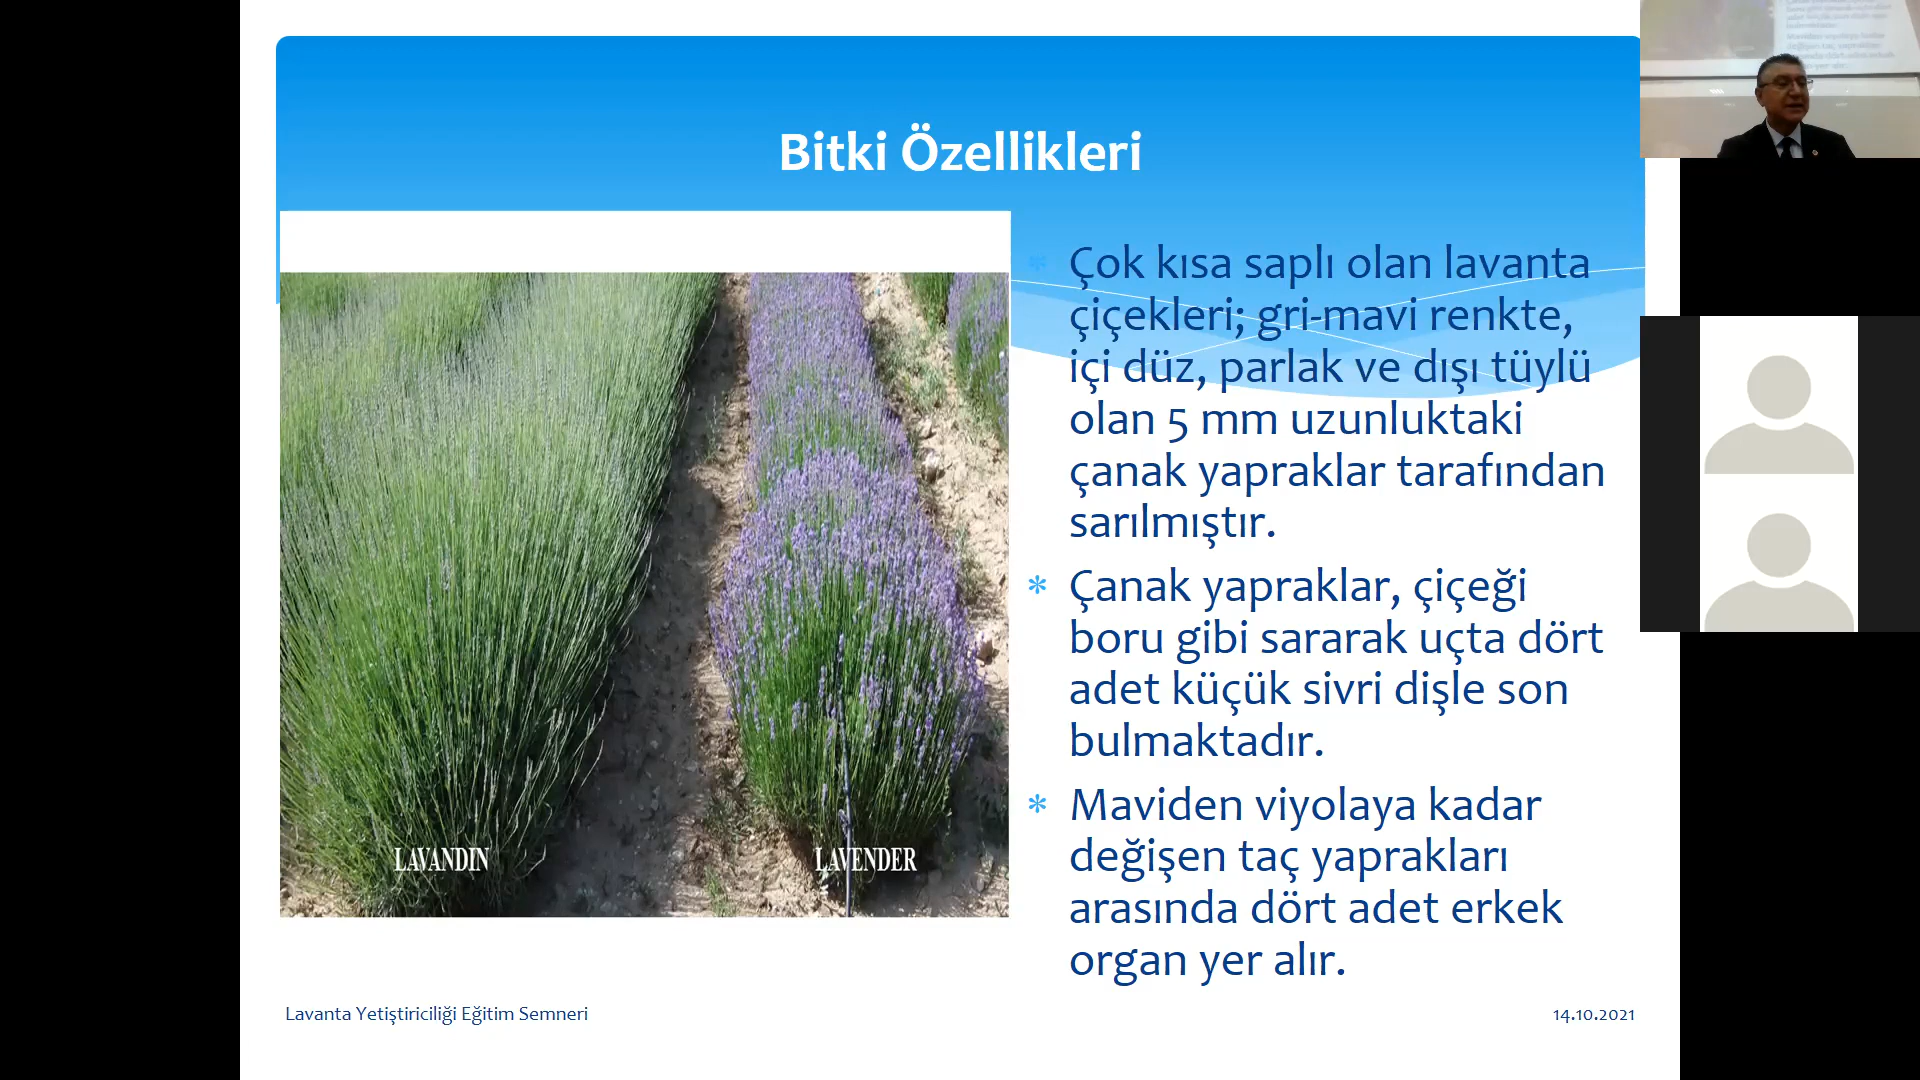 Bitki Özellikleri
* Çok kısa saplı olan lavanta
çiçekleri; gri-mavi renkte,
içi düz, parlak ve dışı tüylü
olan 5 mm uzunluktaki
çanak yapraklar tarafından
sarılmıştır.
* Çanak yapraklar, çiçeği
boru gibi sararak uçta dört
adet küçük sivri dişle son
bulmaktadır.
* Maviden viyolaya kadar
değişen taç yaprakları
arasında dört adet erkek
organ yer alır.
LAVANDIN
LAVENDER
Lavanta Yetiştiriciliği Eğitim Semneri
14.10.2021